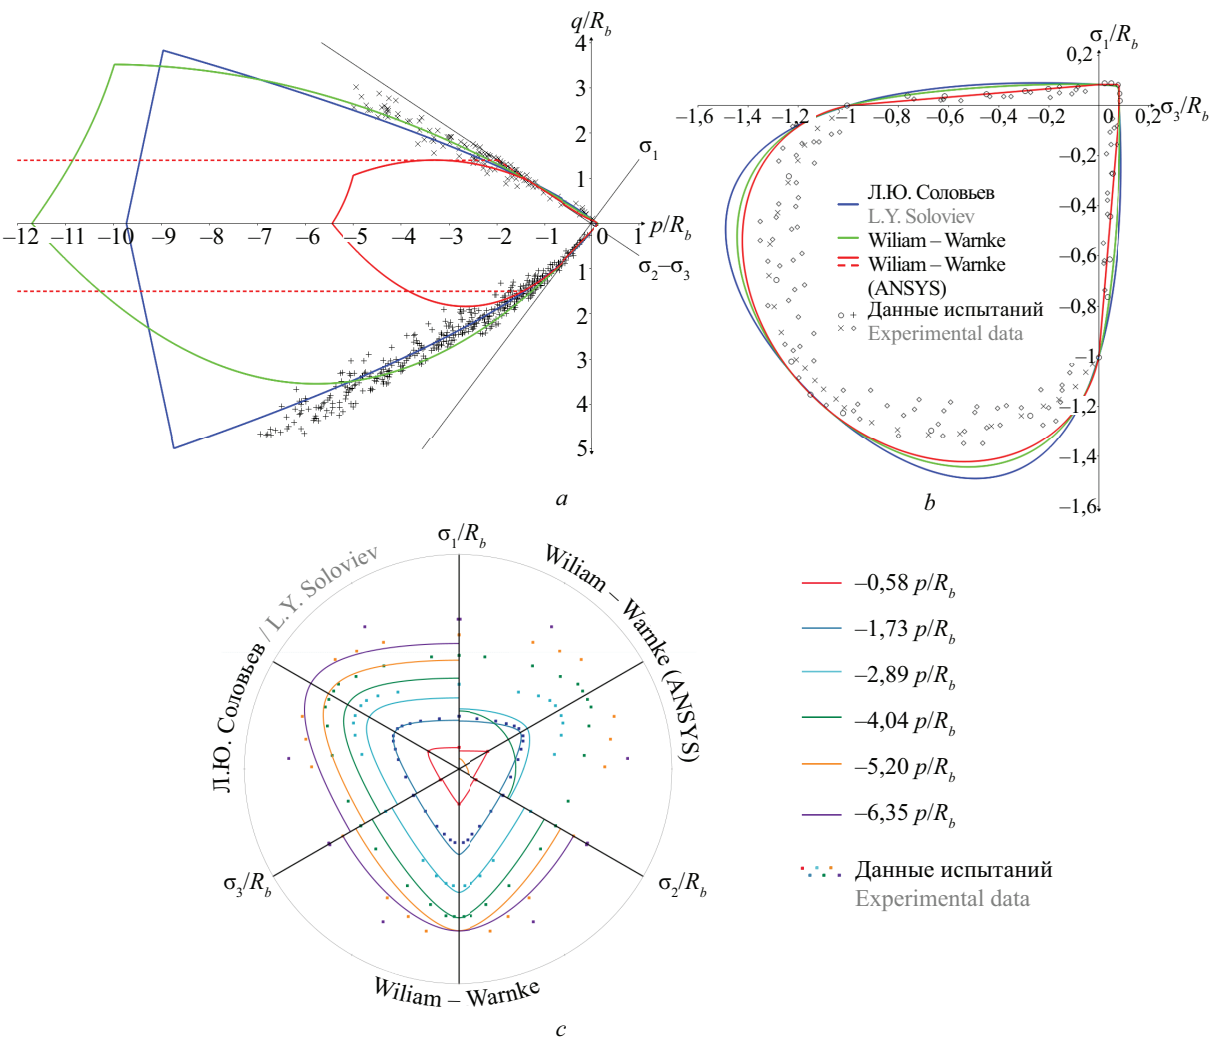 q/R_b
4
3
2
1
σ_1
−12 −11 −10 −9 −8 −7 −6 −5 −4 −3 −2 −1 0 1 p/R_b
σ_2–σ_3
1
2
3
4
5
a
σ_1/R_b
0,2
−1,6 −1,4 −1,2 −1 −0,8 −0,6 −0,4 −0,2 0 0,2 σ_3/R_b
−0,2
−0,4
−0,6
−0,8
−1
−1,2
−1,4
−1,6
Л.Ю. Соловьев
L.Y. Soloviev
Wiliam – Warnke
Wiliam – Warnke
(ANSYS)
Данные испытаний
Experimental data
b
σ_1/R_b
Л.Ю. Соловьев / L.Y. Soloviev
Wiliam – Warnke (ANSYS)
σ_3/R_b
σ_2/R_b
Wiliam – Warnke
c
−0,58 p/R_b
−1,73 p/R_b
−2,89 p/R_b
−4,04 p/R_b
−5,20 p/R_b
−6,35 p/R_b
Данные испытаний
Experimental data